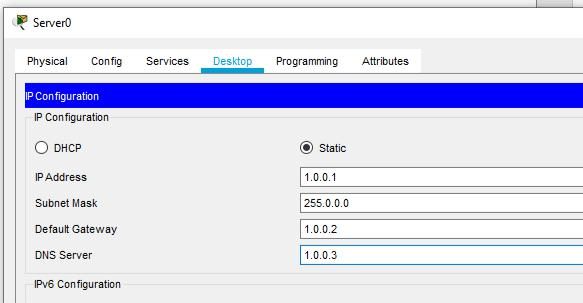 Server0
Physical Config Services Desktop Programming Attributes
IP Configuration
IP Configuration
DHCP Static
IP Address 1.0.0.1
Subnet Mask 255.0.0.0
Default Gateway 1.0.0.2
DNS Server 1.0.0.3
IPv6 Configuration